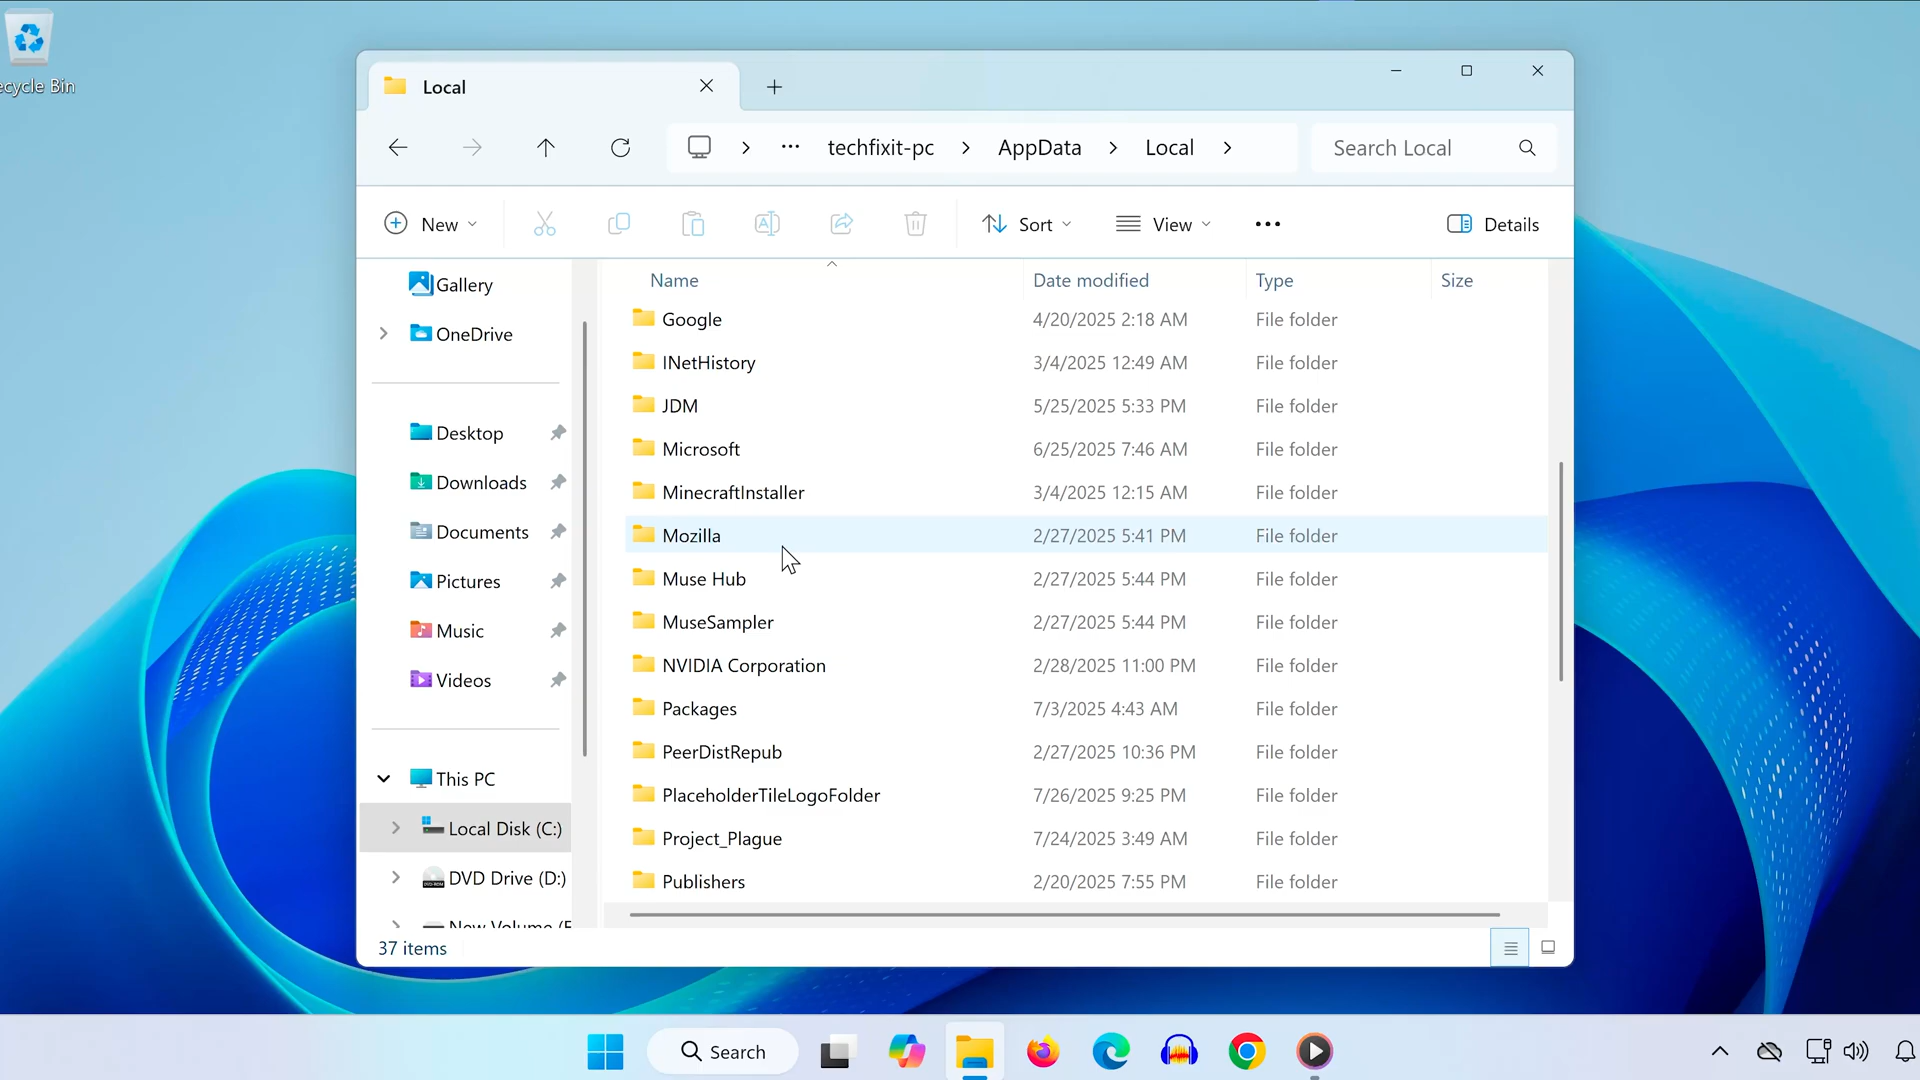 ecycle Bin
Local
techfixit-pc AppData Local
Search Local
New
Sort
View
Details
Gallery
OneDrive
Desktop
Downloads
Documents
Pictures
Music
Videos
This PC
Local Disk (C:)
DVD Drive (D:)
New Volume (E
Name Date modified Type Size
Google 4/20/2025 2:18 AM File folder
INetHistory 3/4/2025 12:49 AM File folder
JDM 5/25/2025 5:33 PM File folder
Microsoft 6/25/2025 7:46 AM File folder
MinecraftInstaller 3/4/2025 12:15 AM File folder
Mozilla 2/27/2025 5:41 PM File folder
Muse Hub 2/27/2025 5:44 PM File folder
MuseSampler 2/27/2025 5:44 PM File folder
NVIDIA Corporation 2/28/2025 11:00 PM File folder
Packages 7/3/2025 4:43 AM File folder
PeerDistRepub 2/27/2025 10:36 PM File folder
PlaceholderTileLogoFolder 7/26/2025 9:25 PM File folder
Project_Plague 7/24/2025 3:49 AM File folder
Publishers 2/20/2025 7:55 PM File folder
37 items
Search